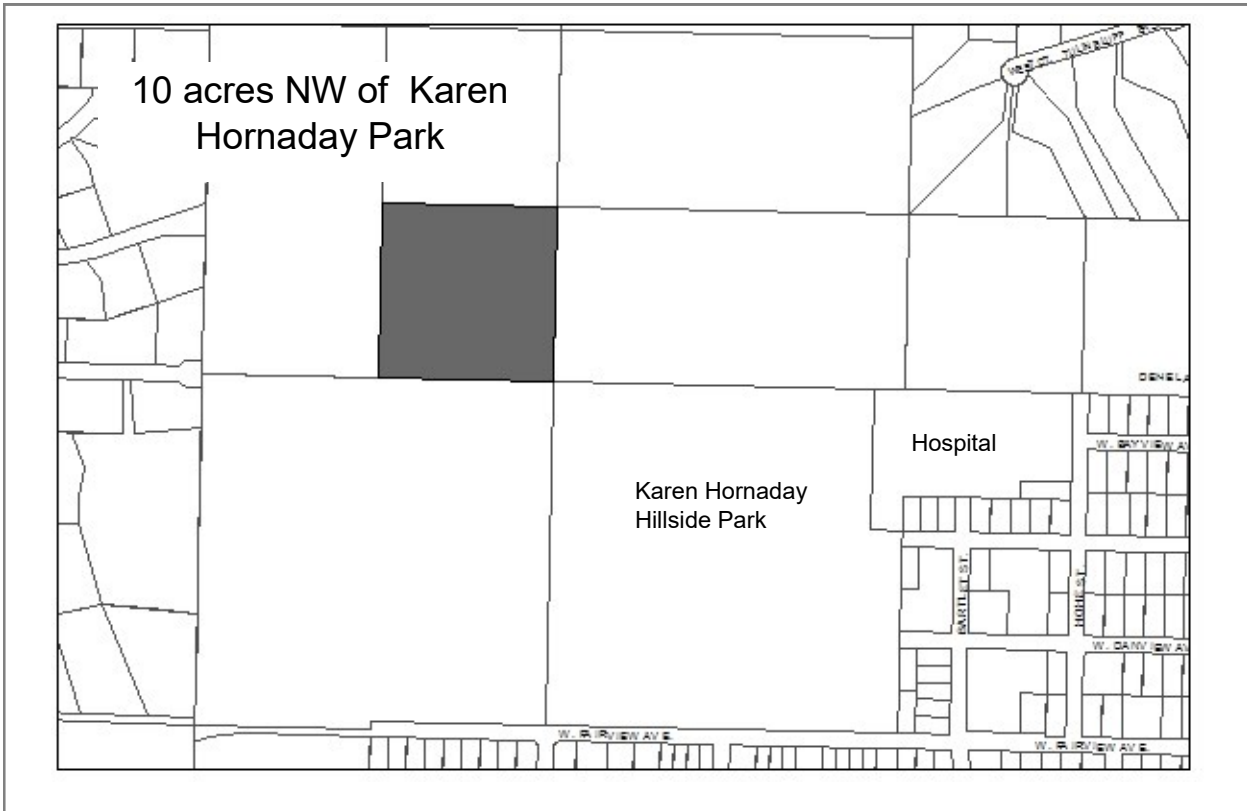 10 acres NW of Karen
Hornaday Park
Hospital
W. BAYVIEW AV
Karen Hornaday
Hillside Park
BARTLETT ST.
HOHE ST.
W. DANVIEW AV
W. FAIRVIEW AVE.
W. FAIRVIEW AVE.